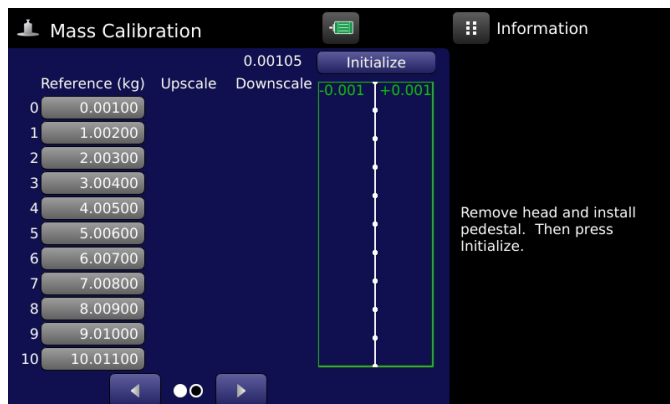 Mass Calibration
Information
0.00105 Initialize
Reference (kg) Upscale Downscale
-0.001 +0.001
0 0.00100
1 1.00200
2 2.00300
3 3.00400
4 4.00500
5 5.00600
6 6.00700
7 7.00800
8 8.00900
9 9.01000
10 10.01100
Remove head and install
pedestal. Then press
Initialize.